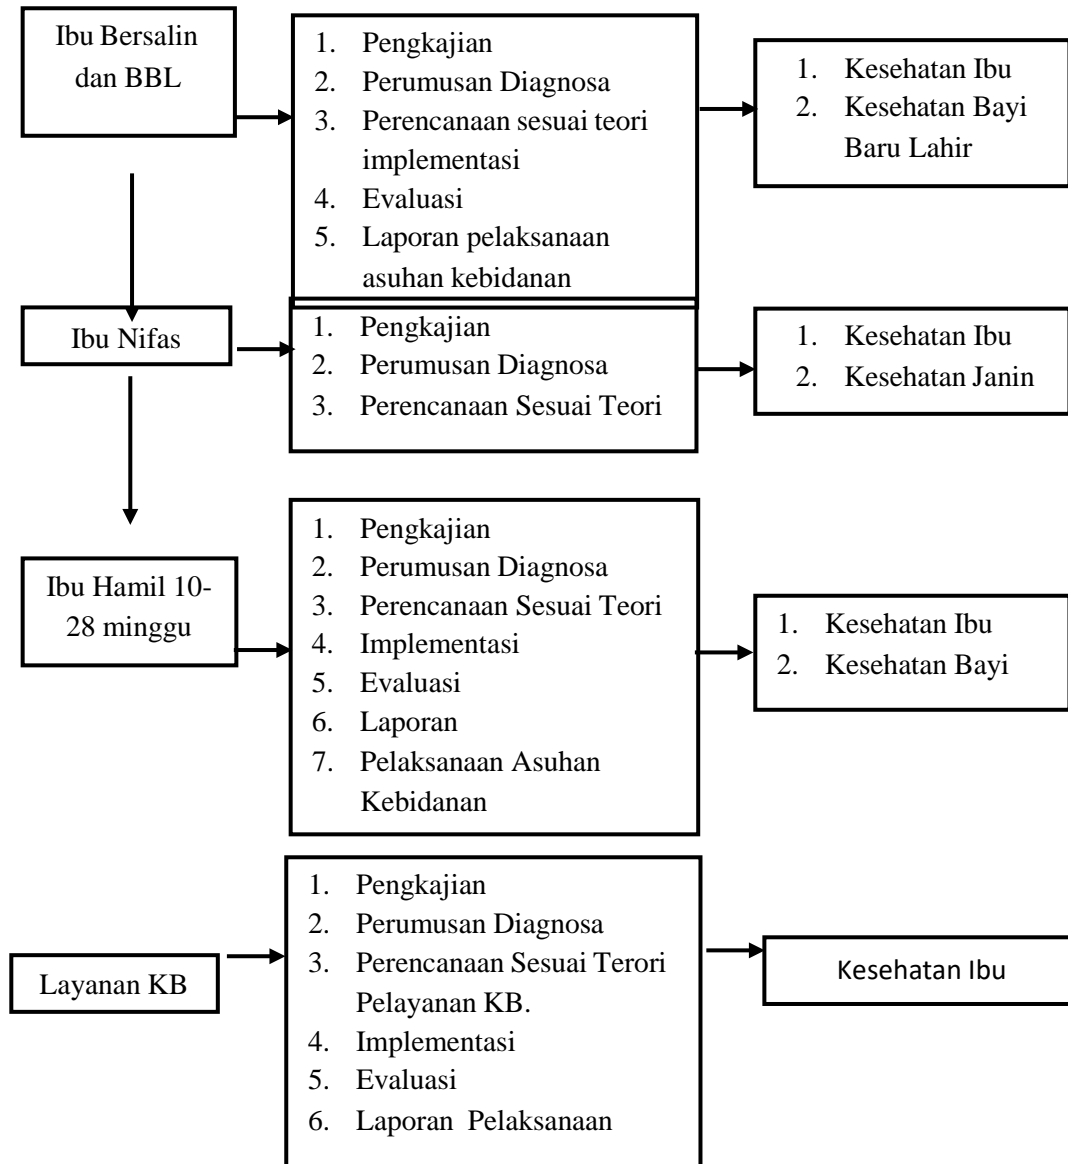 Ibu Bersalin
dan BBL
1. Pengkajian
2. Perumusan Diagnosa
3. Perencanaan sesuai teori
implementasi
4. Evaluasi
5. Laporan pelaksanaan
asuhan kebidanan
1. Kesehatan Ibu
2. Kesehatan Bayi
Baru Lahir
Ibu Nifas
1. Pengkajian
2. Perumusan Diagnosa
3. Perencanaan Sesuai Teori
1. Kesehatan Ibu
2. Kesehatan Janin
Ibu Hamil 10-
28 minggu
1. Pengkajian
2. Perumusan Diagnosa
3. Perencanaan Sesuai Teori
4. Implementasi
5. Evaluasi
6. Laporan
7. Pelaksanaan Asuhan
Kebidanan
1. Kesehatan Ibu
2. Kesehatan Bayi
Layanan KB
1. Pengkajian
2. Perumusan Diagnosa
3. Perencanaan Sesuai Terori
Pelayanan KB.
4. Implementasi
5. Evaluasi
6. Laporan Pelaksanaan
Kesehatan Ibu